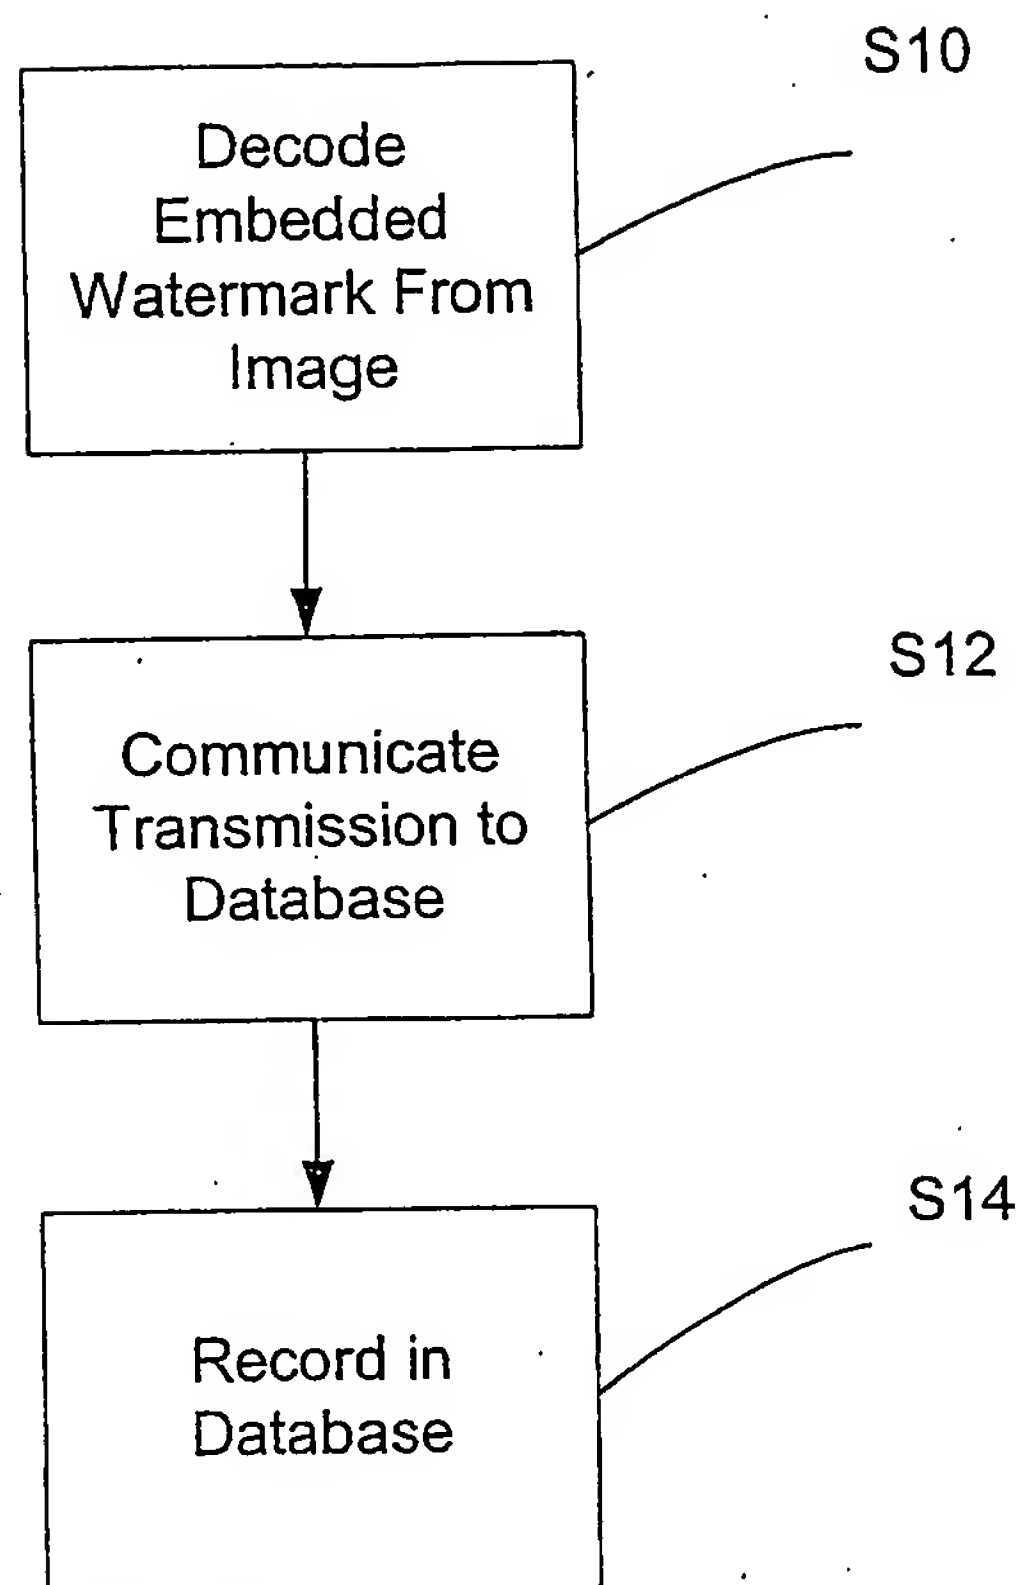 S10
Decode
Embedded
Watermark From
Image
S12
Communicate
Transmission to
Database
S14
Record in
Database